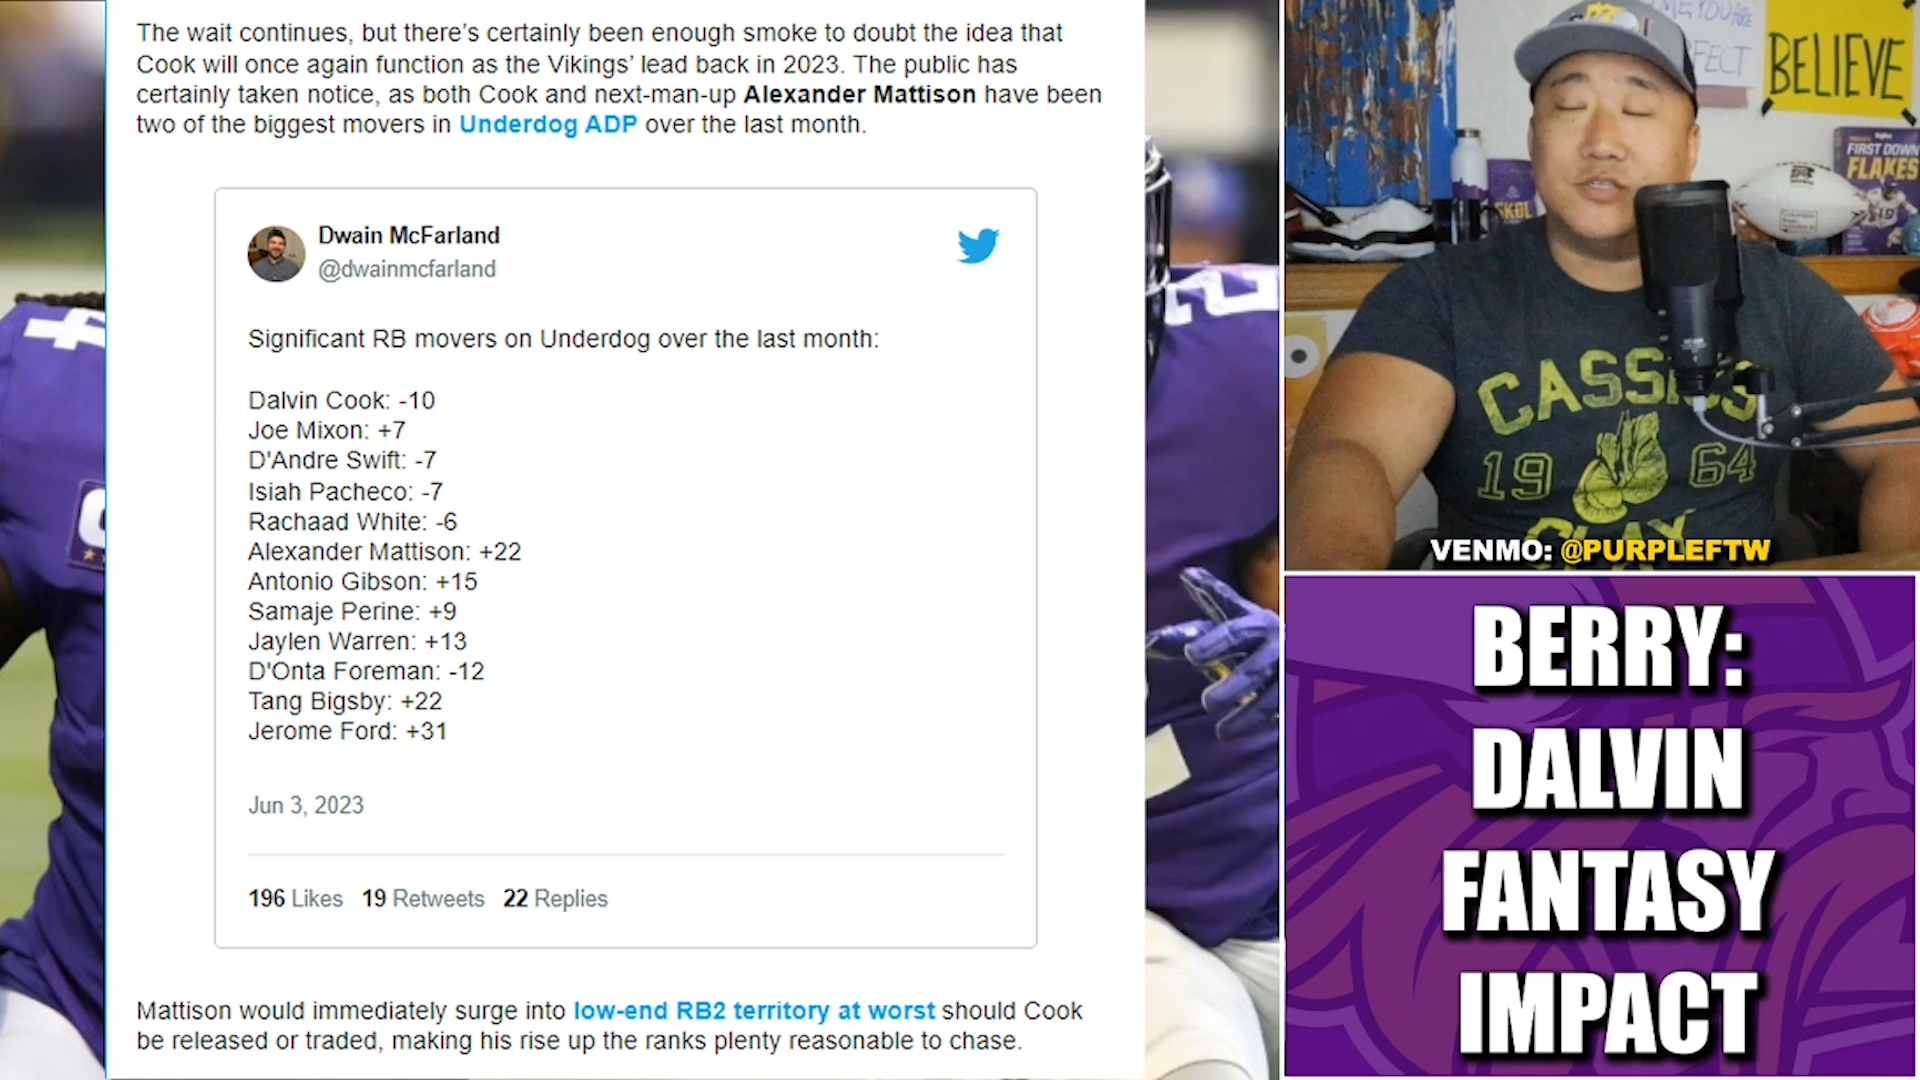 The wait continues, but there’s certainly been enough smoke to doubt the idea that
Cook will once again function as the Vikings’ lead back in 2023. The public has
certainly taken notice, as both Cook and next-man-up Alexander Mattison have been
two of the biggest movers in Underdog ADP over the last month.
Dwain McFarland
@dwainmcfarland
Significant RB movers on Underdog over the last month:
Dalvin Cook: -10
Joe Mixon: +7
D'Andre Swift: -7
Isiah Pacheco: -7
Rachaad White: -6
Alexander Mattison: +22
Antonio Gibson: +15
Samaje Perine: +9
Jaylen Warren: +13
D'Onta Foreman: -12
Tang Bigsby: +22
Jerome Ford: +31
Jun 3, 2023
196 Likes 19 Retweets 22 Replies
Mattison would immediately surge into low-end RB2 territory at worst should Cook
be released or traded, making his rise up the ranks plenty reasonable to chase.
BELIEVE
FIRST DOWN
FLAKES
SKOL
19 64
CLAY
VENMO: @PURPLEFTW
BERRY:
DALVIN
FANTASY
IMPACT